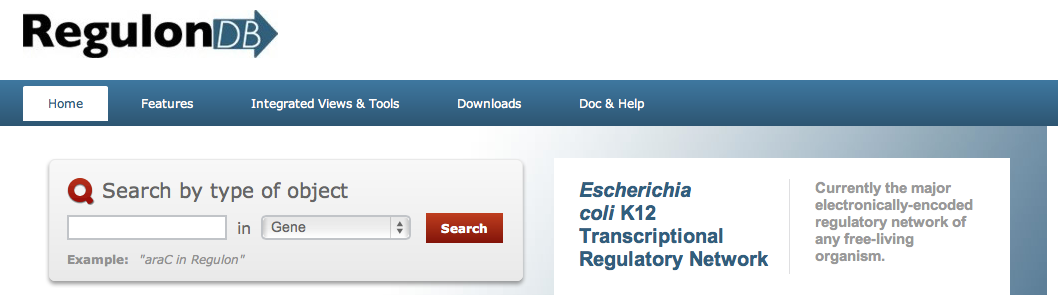 RegulonDB
Home Features Integrated Views & Tools Downloads Doc & Help
Search by type of object
in Gene Search
Example: "araC in Regulon"
Escherichia
coli K12
Transcriptional
Regulatory Network
Currently the major
electronically-encoded
regulatory network of
any free-living
organism.